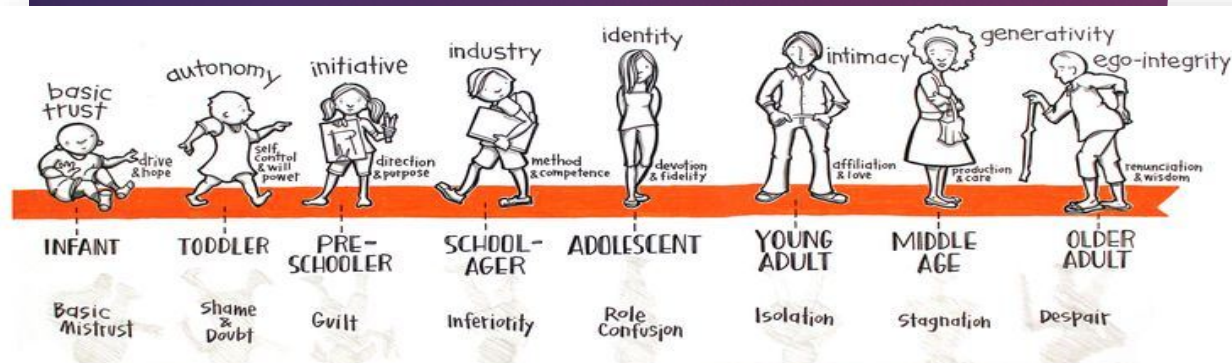 basic
trust
drive
& hope
INFANT
Basic
Mistrust
autonomy
self
control
& will
power
TODDLER
Shame
&
Doubt
initiative
direction
& purpose
PRE-
SCHOOLER
Guilt
industry
method
& competence
SCHOOL-
AGER
Inferiority
identity
devotion
& fidelity
ADOLESCENT
Role
Confusion
intimacy
affiliation
& love
YOUNG
ADULT
Isolation
generativity
production
& care
MIDDLE
AGE
Stagnation
ego-integrity
renunciation
& wisdom
OLDER
ADULT
Despair